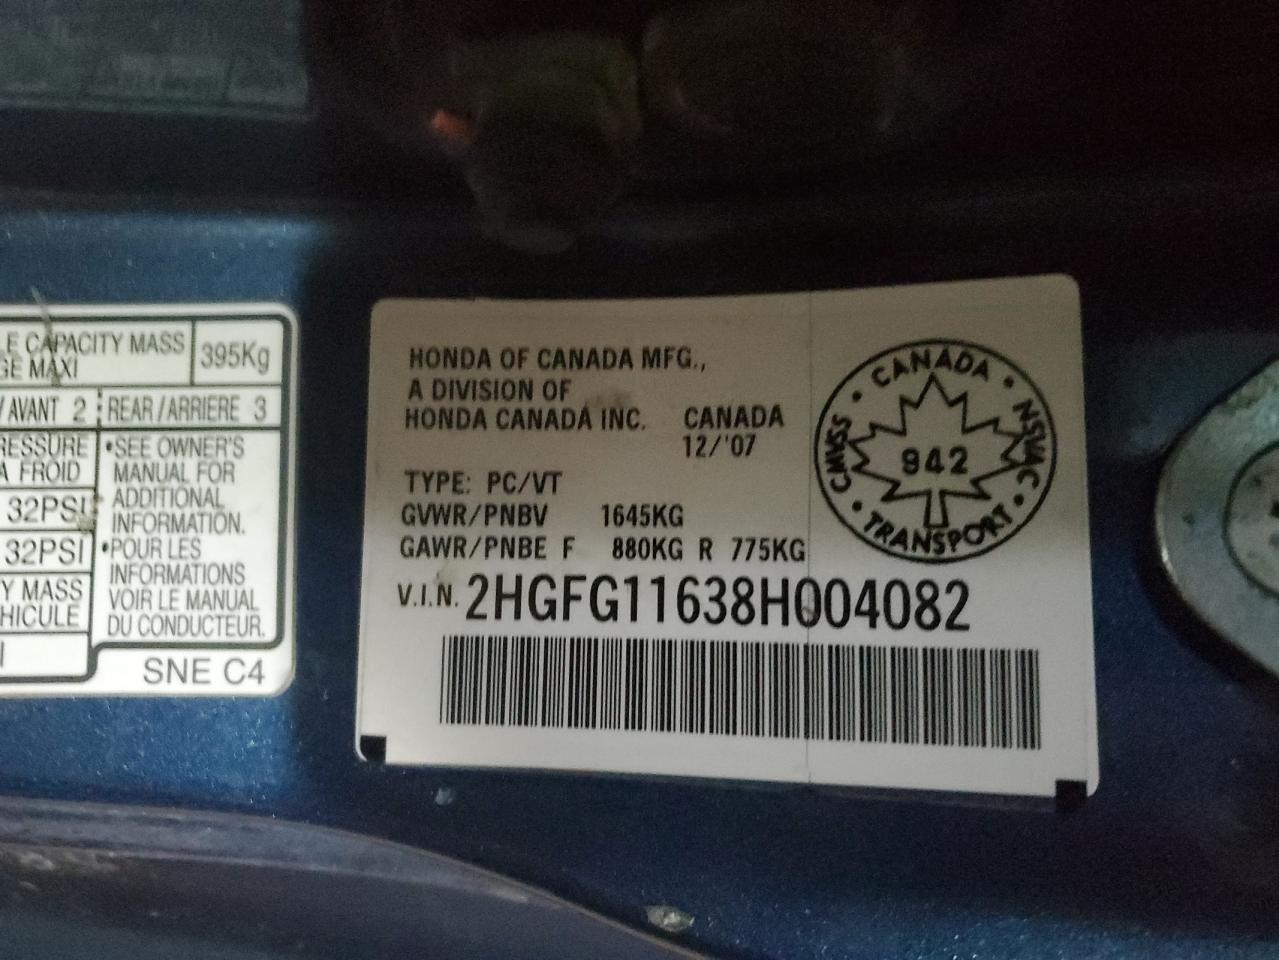 LE CAPACITY MASS
GE MAXI
395Kg
/AVANT 2
REAR/ARRIERE 3
RESSURE
A FROID
32PSI
32PSI
Y MASS
HICULE
•SEE OWNER'S
MANUAL FOR
ADDITIONAL
INFORMATION.
•POUR LES
INFORMATIONS
VOIR LE MANUAL
DU CONDUCTEUR.
SNE C4
HONDA OF CANADA MFG.,
A DIVISION OF
HONDA CANADA INC. CANADA
12/'07
TYPE: PC/VT
GVWR/PNBV 1645KG
GAWR/PNBE F 880KG R 775KG
V.I.N. 2HGFG11638H004082
• CANADA •
CMVSS • NSVAC
942
• TRANSPORT •